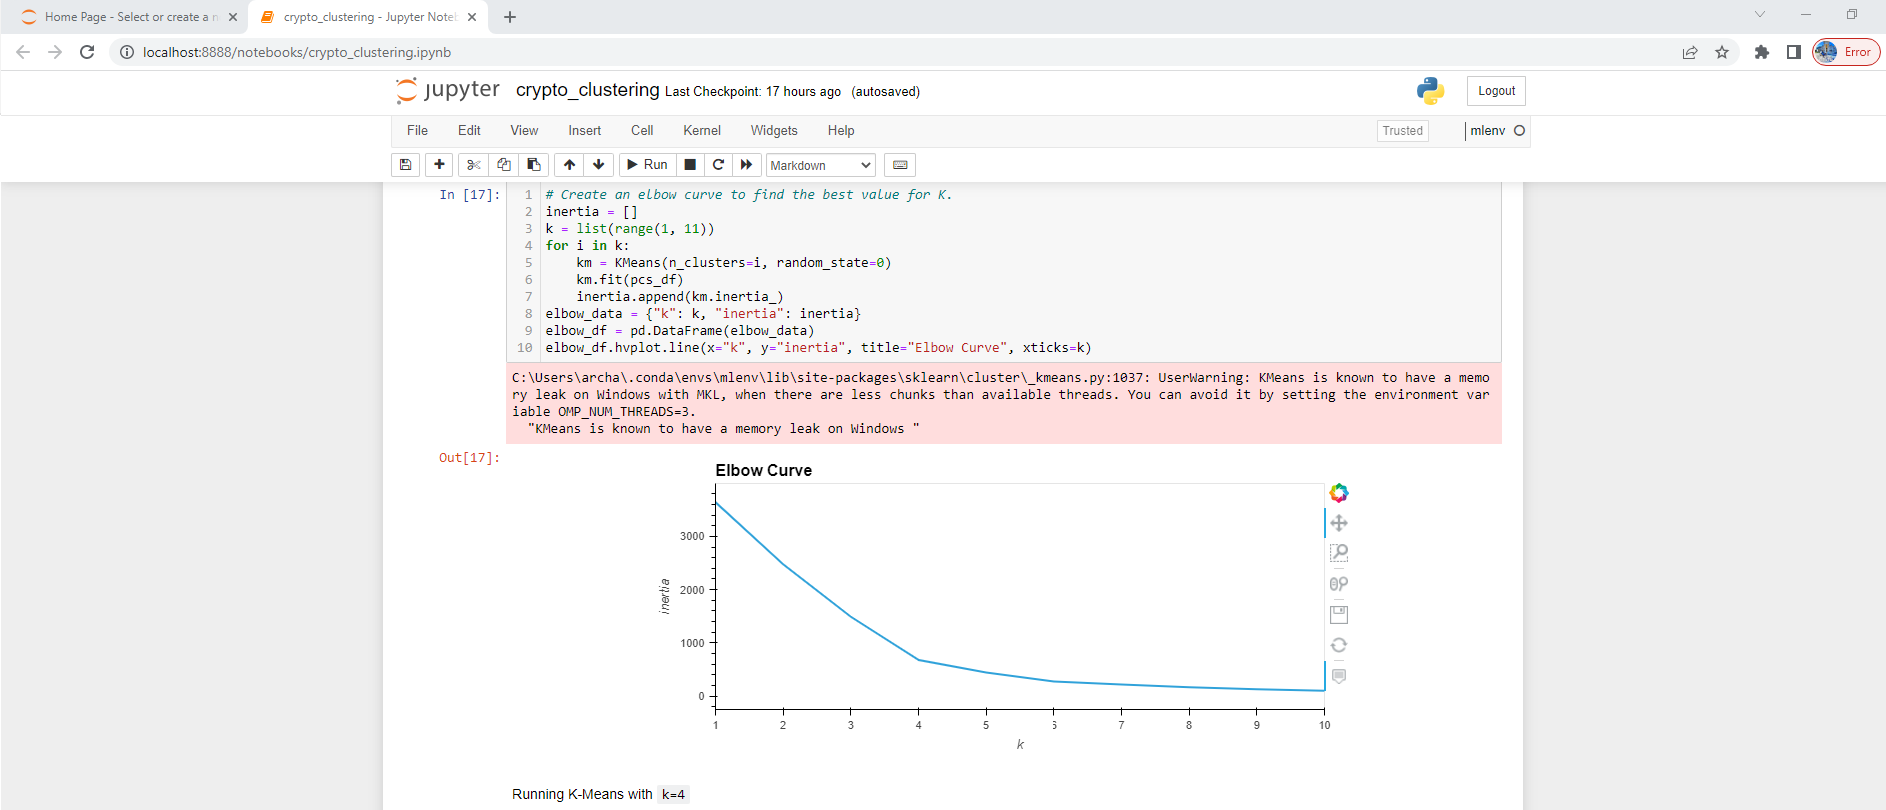 Home Page - Select or create a n
crypto_clustering - Jupyter Note
localhost:8888/notebooks/crypto_clustering.ipynb
Error
jupyter crypto_clustering Last Checkpoint: 17 hours ago (autosaved)
Logout
File Edit View Insert Cell Kernel Widgets Help
Trusted mlenv
Run Markdown
In [17]:
1 # Create an elbow curve to find the best value for K.
2 inertia = []
3 k = list(range(1, 11))
4 for i in k:
5 km = KMeans(n_clusters=i, random_state=0)
6 km.fit(pcs_df)
7 inertia.append(km.inertia_)
8 elbow_data = {"k": k, "inertia": inertia}
9 elbow_df = pd.DataFrame(elbow_data)
10 elbow_df.hvplot.line(x="k", y="inertia", title="Elbow Curve", xticks=k)
C:\Users\archa\.conda\envs\mlenv\lib\site-packages\sklearn\cluster\_kmeans.py:1037: UserWarning: KMeans is known to have a memo
ry leak on Windows with MKL, when there are less chunks than available threads. You can avoid it by setting the environment var
iable OMP_NUM_THREADS=3.
"KMeans is known to have a memory leak on Windows "
Out[17]:
Elbow Curve
3000
2000
1000
0
inertia
1 2 3 4 5 6 7 8 9 10
k
Running K-Means with k=4